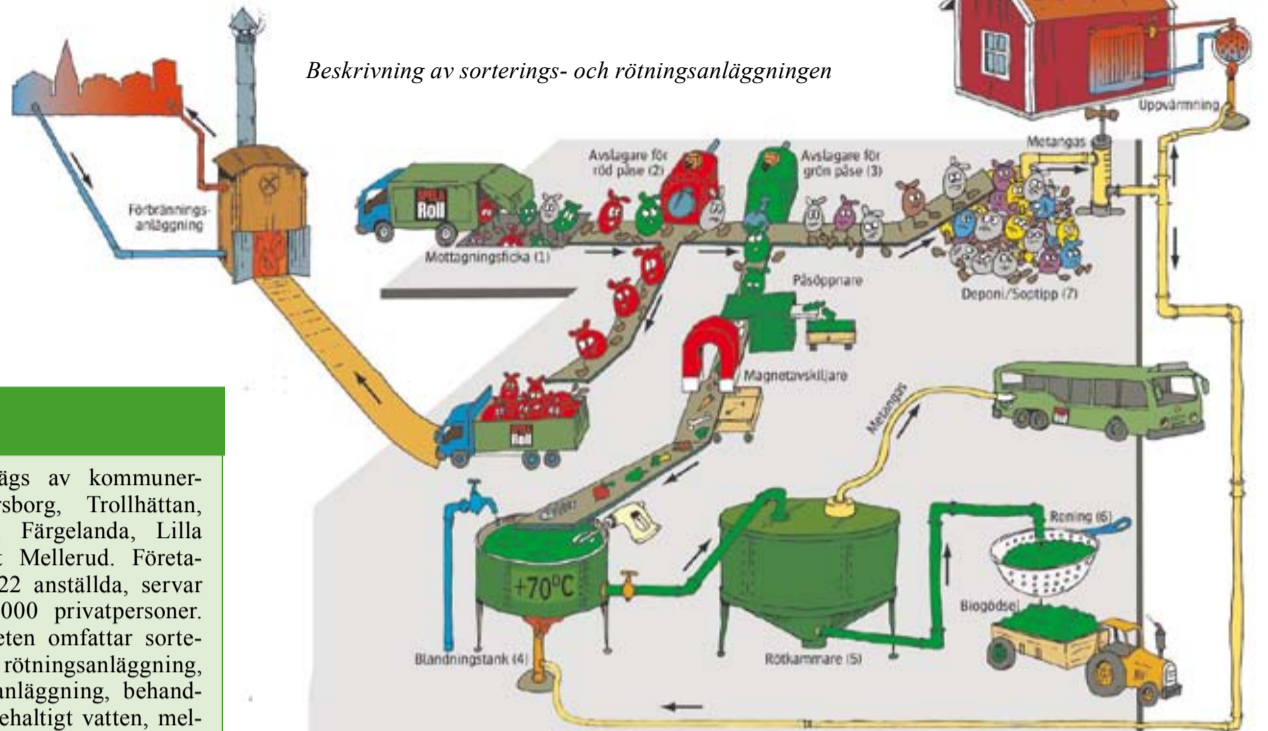 Beskrivning av sorterings- och rötningsanläggningen
Uppvärmning
Metangas
Avslagare för
röd påse (2)
Avslagare för
grön påse (3)
Förbrännings-
anläggning
Roll
Mottagningsficka (1)
Påsöppnare
Deponi/Soptipp (7)
Magnetavskiljare
Metangas
Roll
Rening (6)
+70°C
Biogödsel
Blandningstank (4)
Rötkammare (5)
ägs av kommuner-
rsborg, Trollhättan,
Färgelanda, Lilla
t Mellerud. Företa-
22 anställda, servar
000 privatpersoner.
eten omfattar sorte-
rötningsanläggning,
anläggning, behand-
ehaltigt vatten, mel-